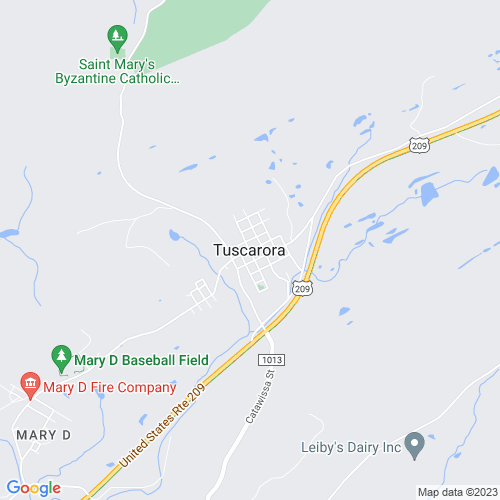 Saint Mary's
Byzantine Catholic...
209
Tuscarora
209
1013
Mary D Baseball Field
Mary D Fire Company
United States Rte 209
Catawissa St
MARY D
Leiby's Dairy Inc
Google
Map data ©2023